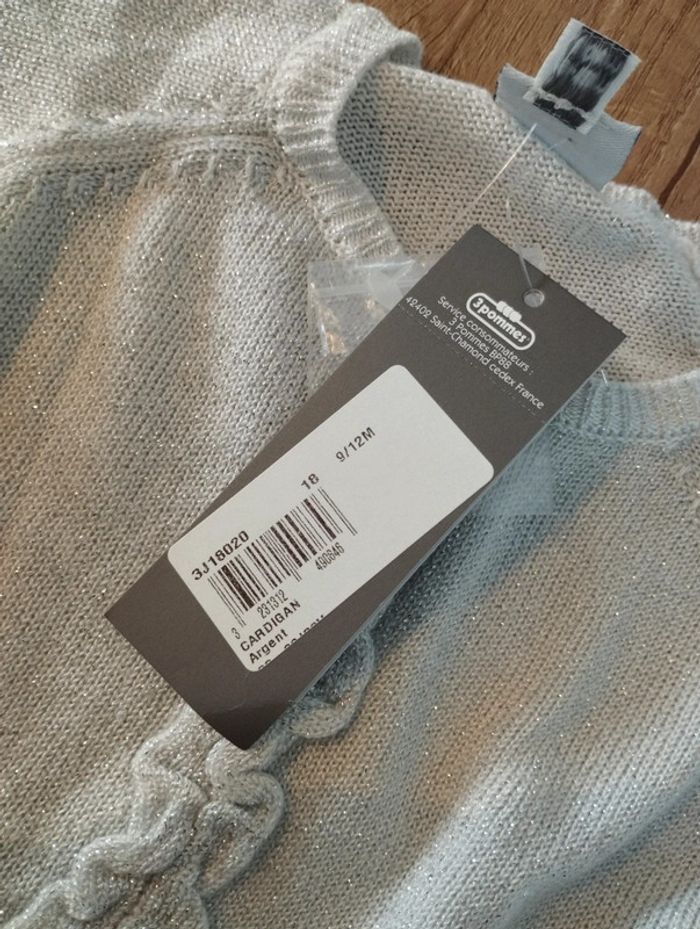 3pommes
Service consommateurs :
3 Pommes BP88
42402 Saint-Chamond cedex France
3J18020 18 9/12M
3 231312 490846
CARDIGAN
Argent